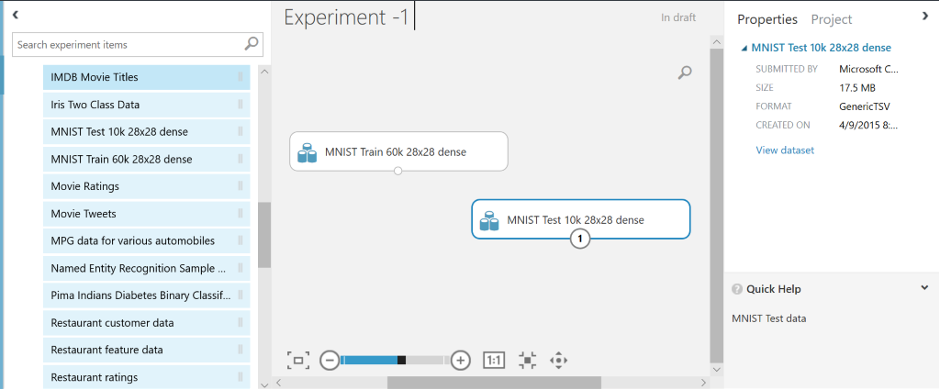 Experiment -1
In draft
Search experiment items
IMDB Movie Titles
Iris Two Class Data
MNIST Test 10k 28x28 dense
MNIST Train 60k 28x28 dense
Movie Ratings
Movie Tweets
MPG data for various automobiles
Named Entity Recognition Sample ...
Pima Indians Diabetes Binary Classif...
Restaurant customer data
Restaurant feature data
Restaurant ratings
MNIST Train 60k 28x28 dense
MNIST Test 10k 28x28 dense
1
1:1
Properties Project
MNIST Test 10k 28x28 dense
SUBMITTED BY Microsoft C...
SIZE 17.5 MB
FORMAT GenericTSV
CREATED ON 4/9/2015 8:...
View dataset
? Quick Help
MNIST Test data